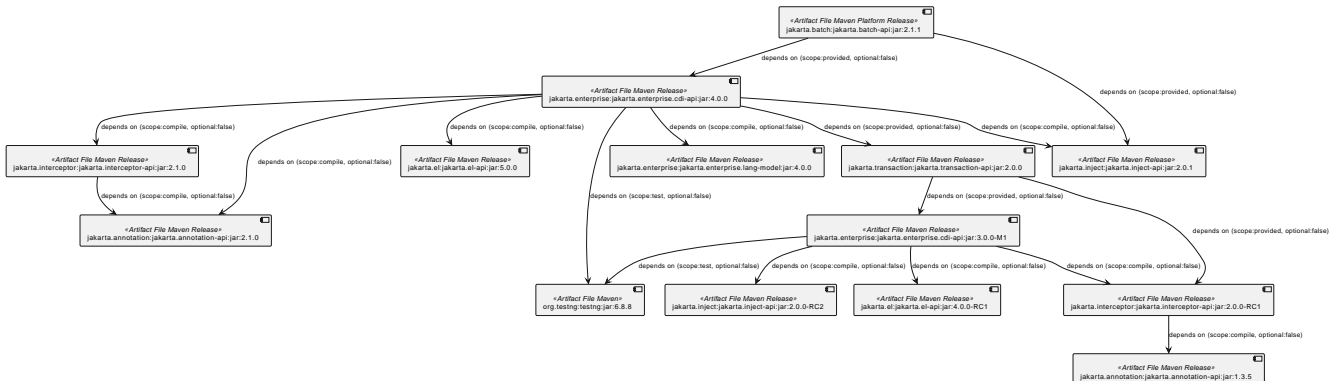 «Artifact File Maven Platform Release»
jakarta.batch:jakarta.batch-api:jar:2.1.1
depends on (scope:provided, optional:false)
«Artifact File Maven Release»
jakarta.enterprise:jakarta.enterprise.cdi-api:jar:4.0.0
depends on (scope:provided, optional:false)
depends on (scope:compile, optional:false)
depends on (scope:compile, optional:false)
depends on (scope:compile, optional:false)
depends on (scope:provided, optional:false)
depends on (scope:compile, optional:false)
depends on (scope:compile, optional:false)
«Artifact File Maven Release»
jakarta.interceptor:jakarta.interceptor-api:jar:2.1.0
«Artifact File Maven Release»
jakarta.el:jakarta.el-api:jar:5.0.0
«Artifact File Maven Release»
jakarta.enterprise:jakarta.enterprise.lang-model:jar:4.0.0
«Artifact File Maven Release»
jakarta.transaction:jakarta.transaction-api:jar:2.0.0
«Artifact File Maven Release»
jakarta.inject:jakarta.inject-api:jar:2.0.1
depends on (scope:compile, optional:false)
depends on (scope:test, optional:false)
depends on (scope:provided, optional:false)
«Artifact File Maven Release»
jakarta.annotation:jakarta.annotation-api:jar:2.1.0
«Artifact File Maven Release»
jakarta.enterprise:jakarta.enterprise.cdi-api:jar:3.0.0-M1
depends on (scope:provided, optional:false)
depends on (scope:test, optional:false)
depends on (scope:compile, optional:false)
depends on (scope:compile, optional:false)
depends on (scope:compile, optional:false)
«Artifact File Maven»
org.testng:testng:jar:6.8.8
«Artifact File Maven Release»
jakarta.inject:jakarta.inject-api:jar:2.0.0-RC2
«Artifact File Maven Release»
jakarta.el:jakarta.el-api:jar:4.0.0-RC1
«Artifact File Maven Release»
jakarta.interceptor:jakarta.interceptor-api:jar:2.0.0-RC1
depends on (scope:compile, optional:false)
«Artifact File Maven Release»
jakarta.annotation:jakarta.annotation-api:jar:1.3.5